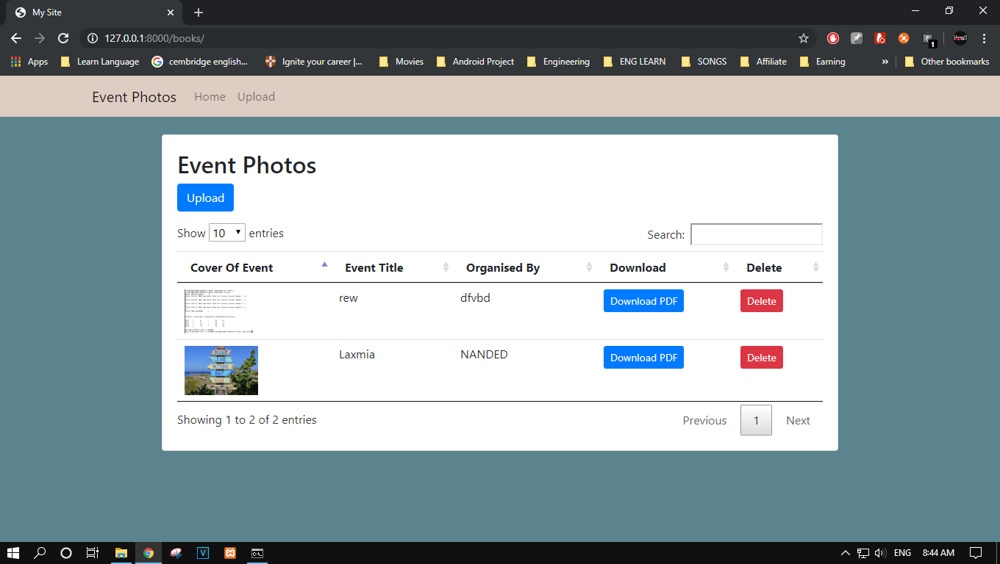 My Site
127.0.0.1:8000/books/
1
Apps
Learn Language
cembridge english...
Ignite your career |...
Movies
Android Project
Engineering
ENG LEARN
SONGS
Affiliate
Earning
»
Other bookmarks
Event Photos Home Upload
Event Photos
Upload
Show 10 entries
Search:
Cover Of Event Event Title Organised By Download Delete
rew dfvbd Download PDF Delete
Laxmia NANDED Download PDF Delete
Showing 1 to 2 of 2 entries
Previous 1 Next
ENG 8:44 AM